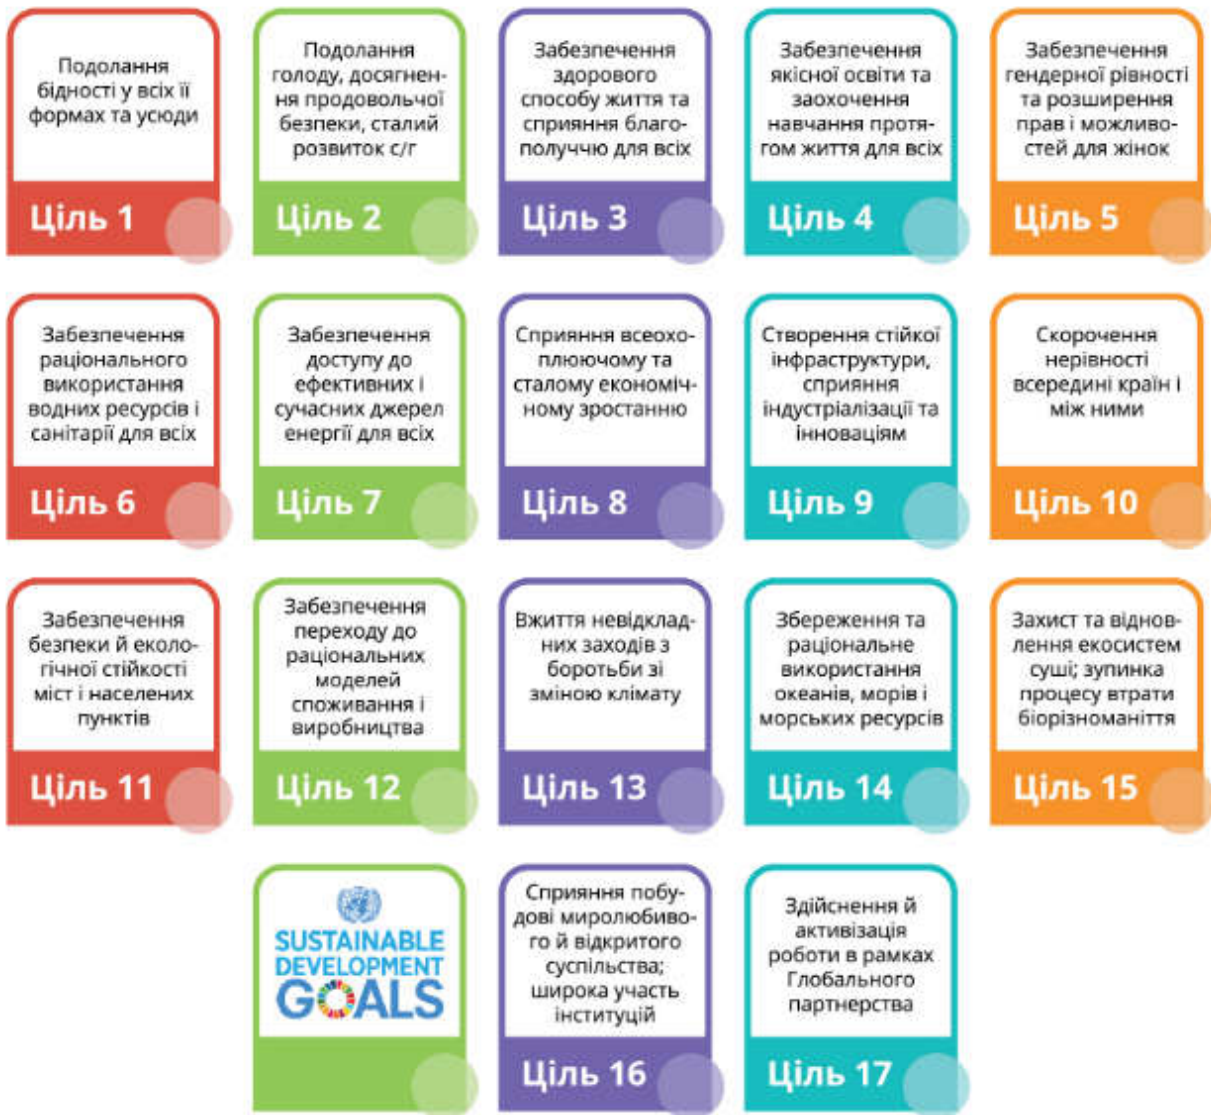 Подолання
бідності у всіх її
формах та усюди
Ціль 1
Подолання
голоду, досягнен-
ня продовольчої
безпеки, сталий
розвиток с/г
Ціль 2
Забезпечення
здорового
способу життя та
сприяння благо-
получчю для всіх
Ціль 3
Забезпечення
якісної освіти та
заохочення
навчання протя-
гом життя для всіх
Ціль 4
Забезпечення
гендерної рівності
та розширення
прав і можливо-
стей для жінок
Ціль 5
Забезпечення
раціонального
використання
водних ресурсів і
санітарії для всіх
Ціль 6
Забезпечення
доступу до
ефективних і
сучасних джерел
енергії для всіх
Ціль 7
Сприяння всеохо-
плюючому та
сталому економіч-
ному зростанню
Ціль 8
Створення стійкої
інфраструктури,
сприяння
індустріалізації та
інноваціям
Ціль 9
Скорочення
нерівності
всередині країн і
між ними
Ціль 10
Забезпечення
безпеки й еколо-
гічної стійкості
міст і населених
пунктів
Ціль 11
Забезпечення
переходу до
раціональних
моделей
споживання і
виробництва
Ціль 12
Вжиття невідклад-
них заходів з
боротьби зі
зміною клімату
Ціль 13
Збереження та
раціональне
використання
океанів, морів і
морських ресурсів
Ціль 14
Захист та віднов-
лення екосистем
суші; зупинка
процесу втрати
біорізноманіття
Ціль 15
SUSTAINABLE
DEVELOPMENT
GOALS
Сприяння побу-
дові миролюбиво-
го й відкритого
суспільства;
широка участь
інституцій
Ціль 16
Здійснення й
активізація
роботи в рамках
Глобального
партнерства
Ціль 17